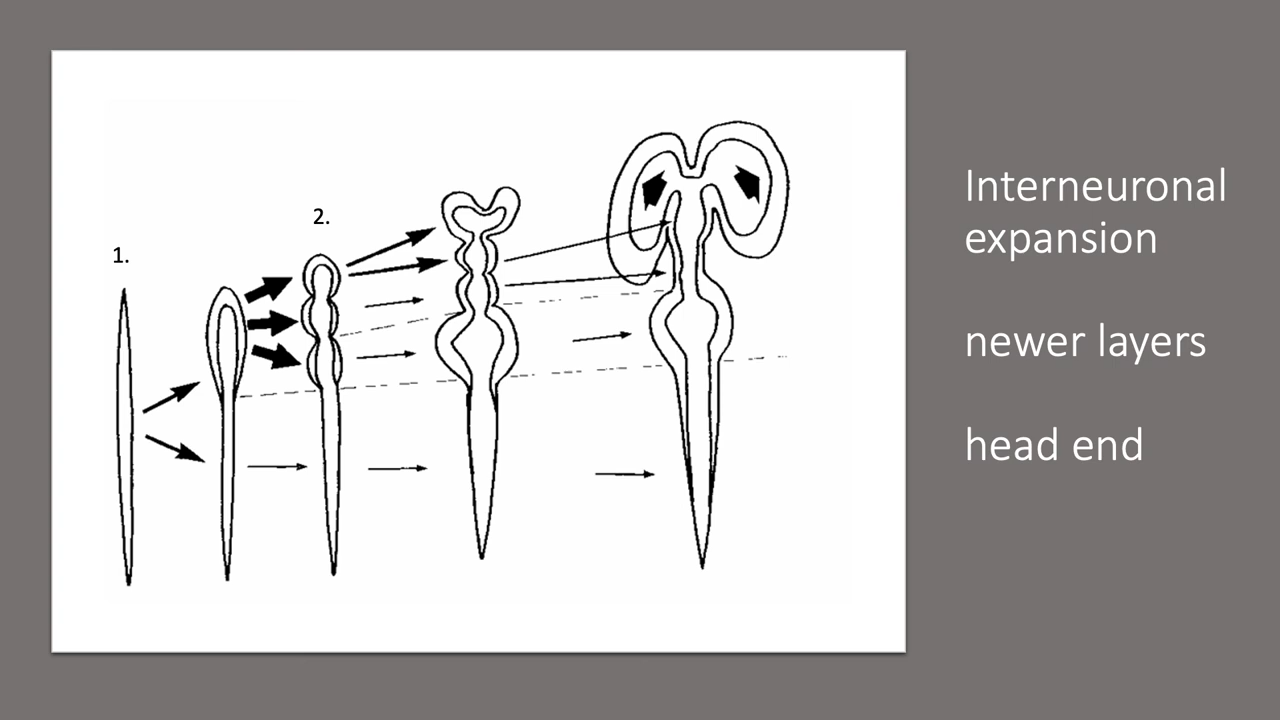 1.
2.
Interneuronal
expansion
newer layers
head end